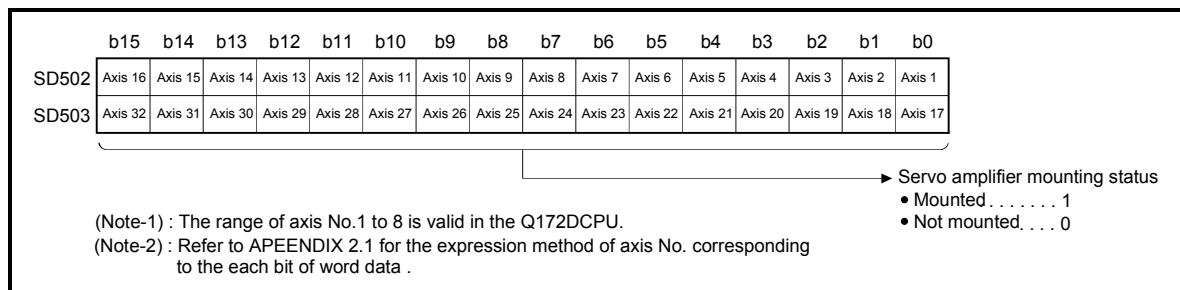 b15 b14 b13 b12 b11 b10 b9 b8 b7 b6 b5 b4 b3 b2 b1 b0
SD502 Axis 16 Axis 15 Axis 14 Axis 13 Axis 12 Axis 11 Axis 10 Axis 9 Axis 8 Axis 7 Axis 6 Axis 5 Axis 4 Axis 3 Axis 2 Axis 1
SD503 Axis 32 Axis 31 Axis 30 Axis 29 Axis 28 Axis 27 Axis 26 Axis 25 Axis 24 Axis 23 Axis 22 Axis 21 Axis 20 Axis 19 Axis 18 Axis 17
Servo amplifier mounting status
• Mounted . . . . . . . 1
• Not mounted . . . . 0
(Note-1) : The range of axis No.1 to 8 is valid in the Q172DCPU.
(Note-2) : Refer to APEENDIX 2.1 for the expression method of axis No. corresponding
to the each bit of word data .